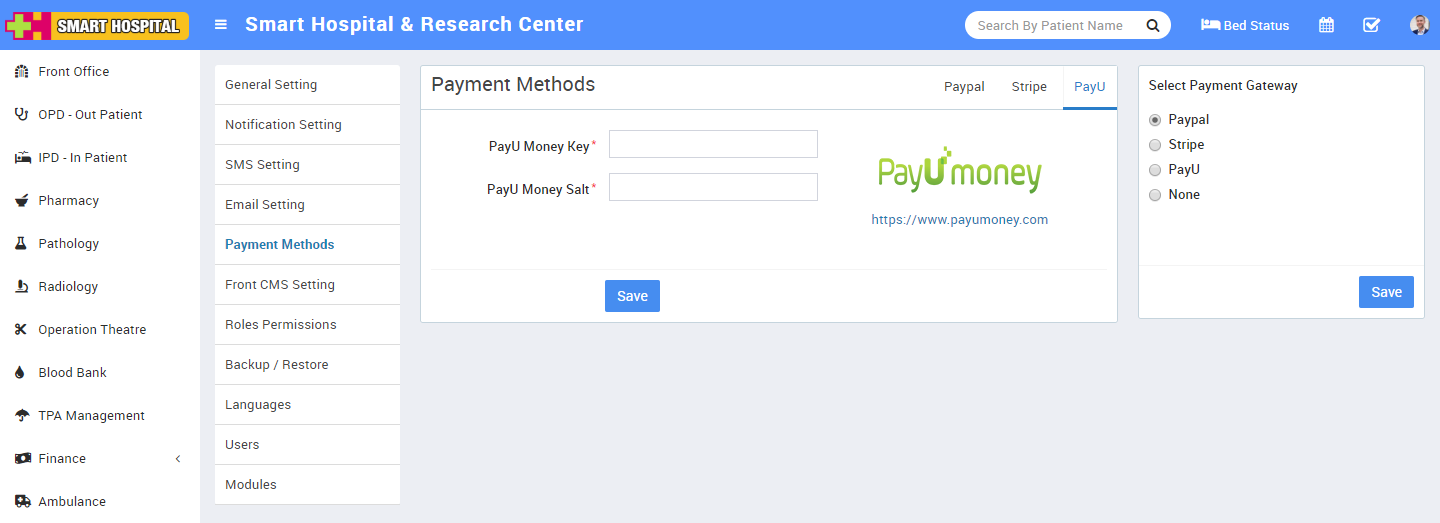 SMART HOSPITAL
Smart Hospital & Research Center
Search By Patient Name
Bed Status
Front Office
OPD - Out Patient
IPD - In Patient
Pharmacy
Pathology
Radiology
Operation Theatre
Blood Bank
TPA Management
Finance
Ambulance
General Setting
Notification Setting
SMS Setting
Email Setting
Payment Methods
Front CMS Setting
Roles Permissions
Backup / Restore
Languages
Users
Modules
Payment Methods
Paypal
Stripe
PayU
PayU Money Key*
PayU Money Salt*
PayUmoney
https://www.payumoney.com
Save
Select Payment Gateway
Paypal
Stripe
PayU
None
Save